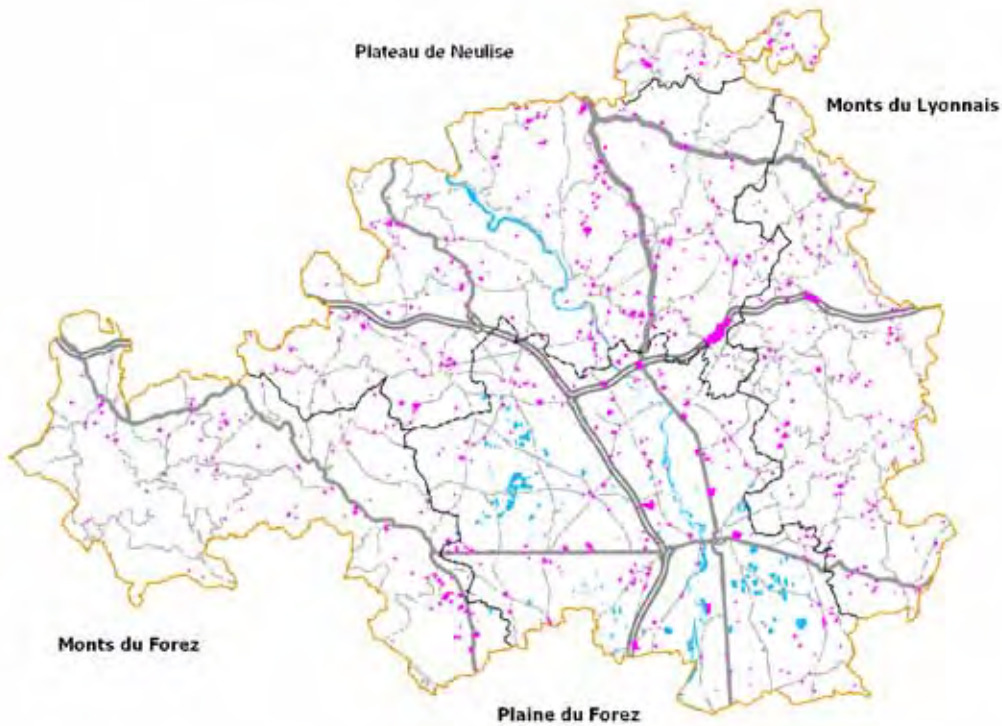 Plateau de Neulise
Monts du Lyonnais
Monts du Forez
Plaine du Forez